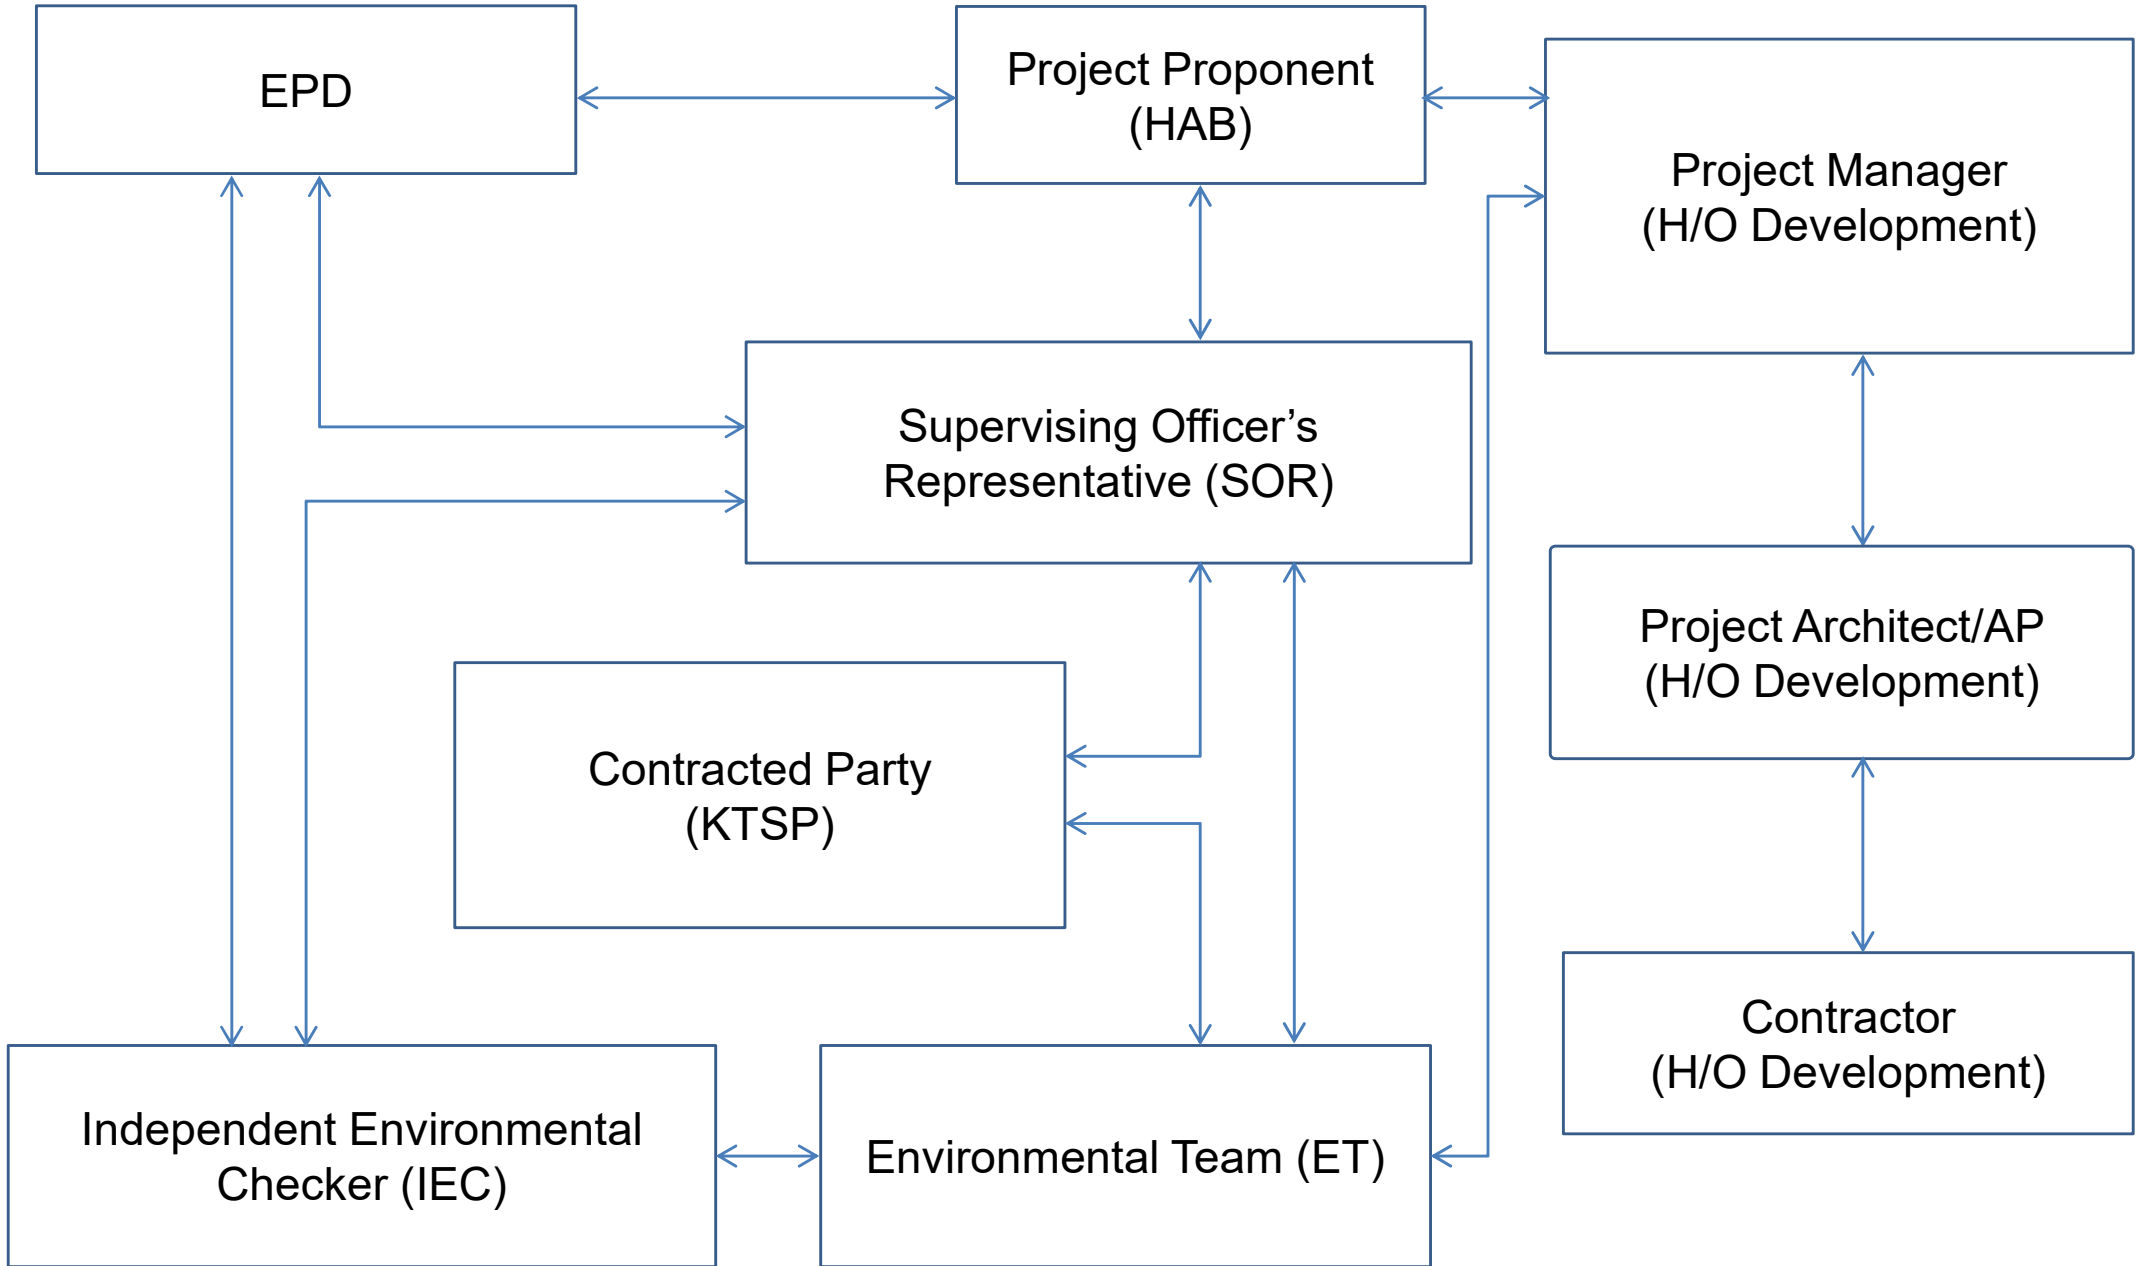 EPD
Project Proponent
(HAB)
Project Manager
(H/O Development)
Supervising Officer’s
Representative (SOR)
Project Architect/AP
(H/O Development)
Contracted Party
(KTSP)
Contractor
(H/O Development)
Independent Environmental
Checker (IEC)
Environmental Team (ET)